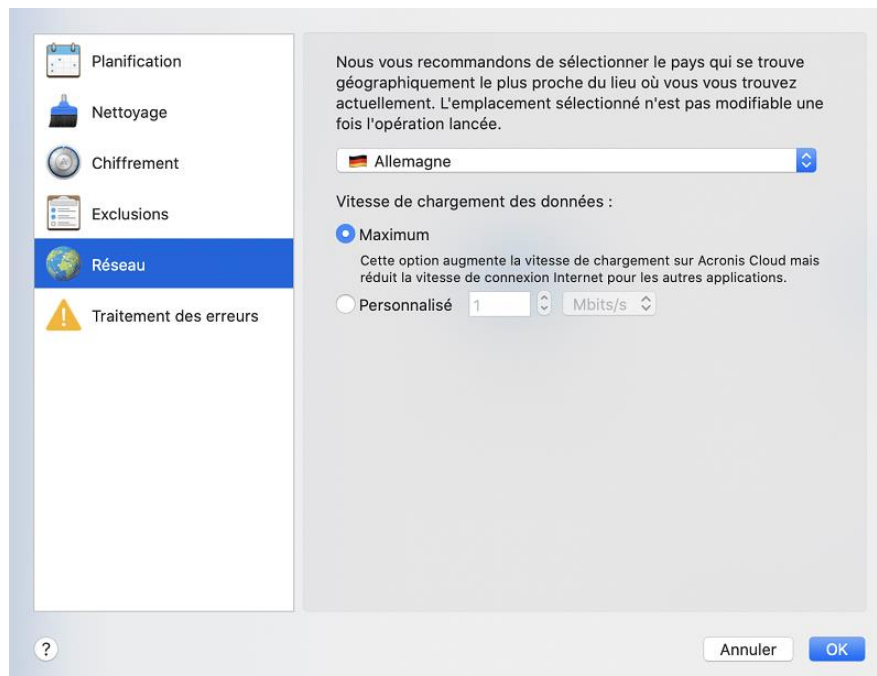 Planification
Nettoyage
Chiffrement
Exclusions
Réseau
Traitement des erreurs
Nous vous recommandons de sélectionner le pays qui se trouve
géographiquement le plus proche du lieu où vous vous trouvez
actuellement. L'emplacement sélectionné n'est pas modifiable une
fois l'opération lancée.
Allemagne
Vitesse de chargement des données :
Maximum
Cette option augmente la vitesse de chargement sur Acronis Cloud mais
réduit la vitesse de connexion Internet pour les autres applications.
Personnalisé 1 Mbits/s
? Annuler OK